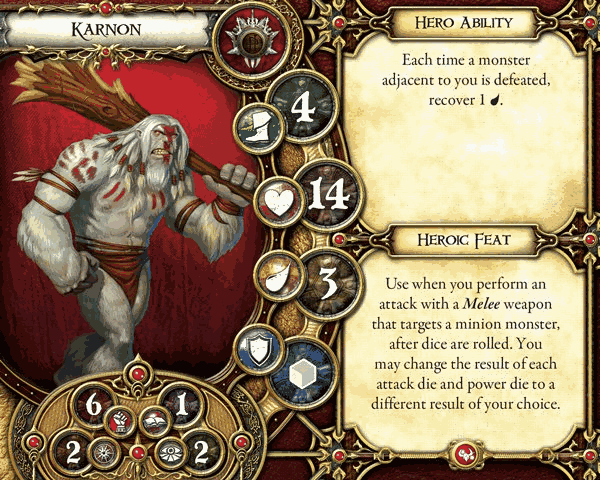 KARNON
4
14
3
6
1
2
2
HERO ABILITY
Each time a monster
adjacent to you is defeated,
recover 1 .
HEROIC FEAT
Use when you perform an
attack with a Melee weapon
that targets a minion monster,
after dice are rolled. You
may change the result of each
attack die and power die to a
different result of your choice.